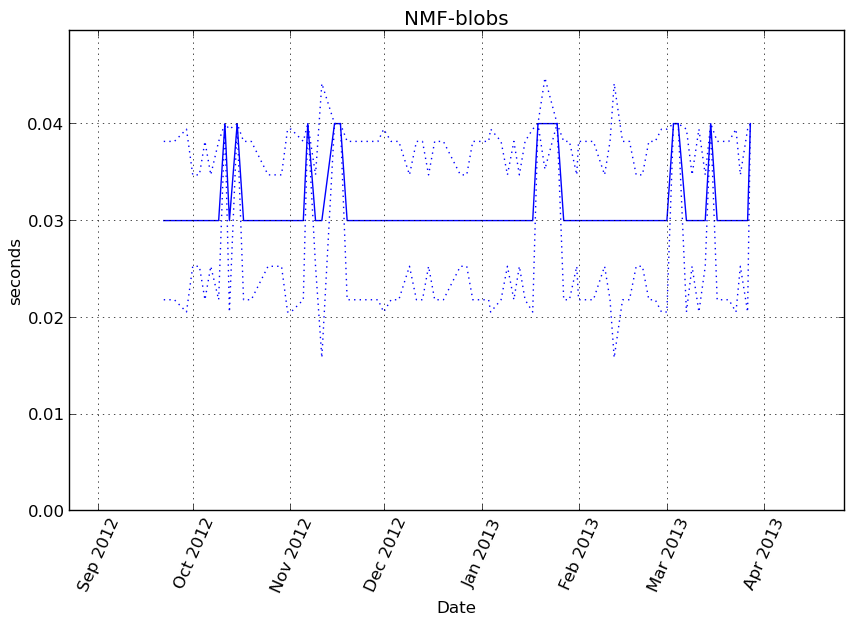 NMF-blobs
0.04
0.03
0.02
0.01
0.00
seconds
Sep 2012
Oct 2012
Nov 2012
Dec 2012
Jan 2013
Feb 2013
Mar 2013
Apr 2013
Date